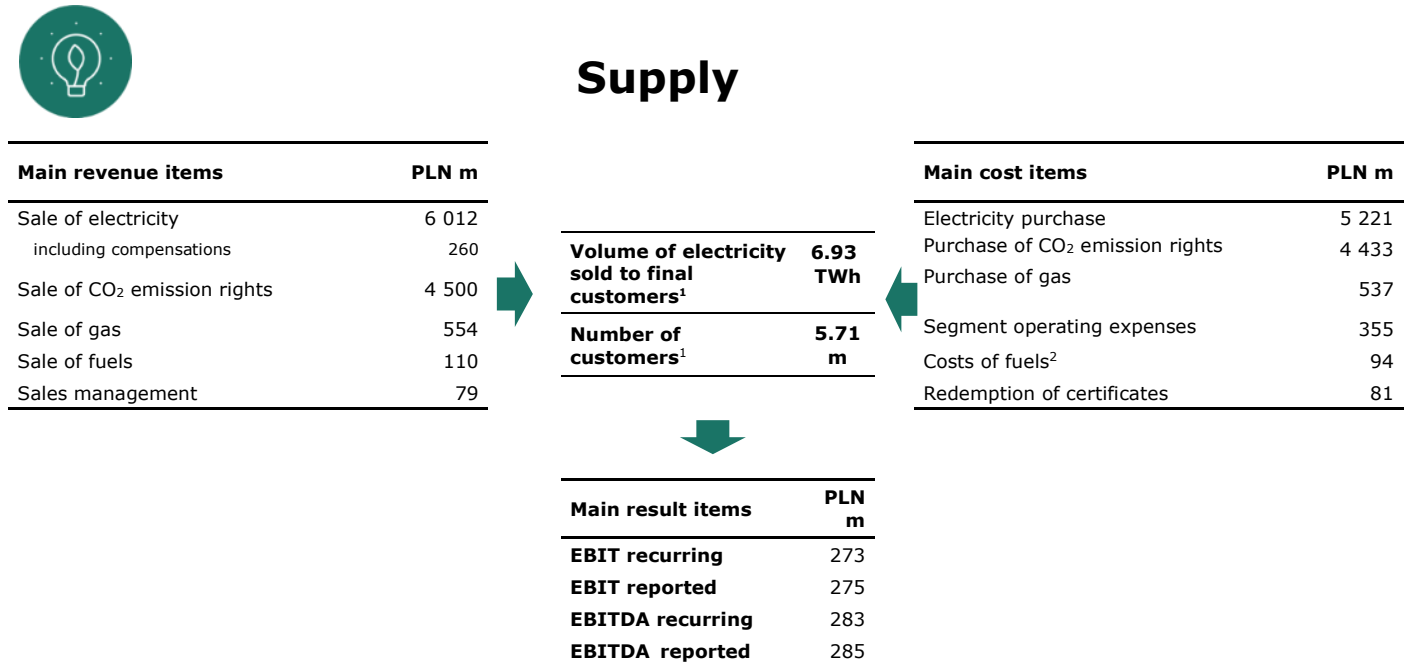 Supply
Main revenue items PLN m
Sale of electricity 6 012
including compensations 260
Sale of CO₂ emission rights 4 500
Sale of gas 554
Sale of fuels 110
Sales management 79
Volume of electricity 6.93
sold to final TWh
customers¹
Number of 5.71
customers¹ m
Main cost items PLN m
Electricity purchase 5 221
Purchase of CO₂ emission rights 4 433
Purchase of gas 537
Segment operating expenses 355
Costs of fuels² 94
Redemption of certificates 81
Main result items PLN
m
EBIT recurring 273
EBIT reported 275
EBITDA recurring 283
EBITDA reported 285